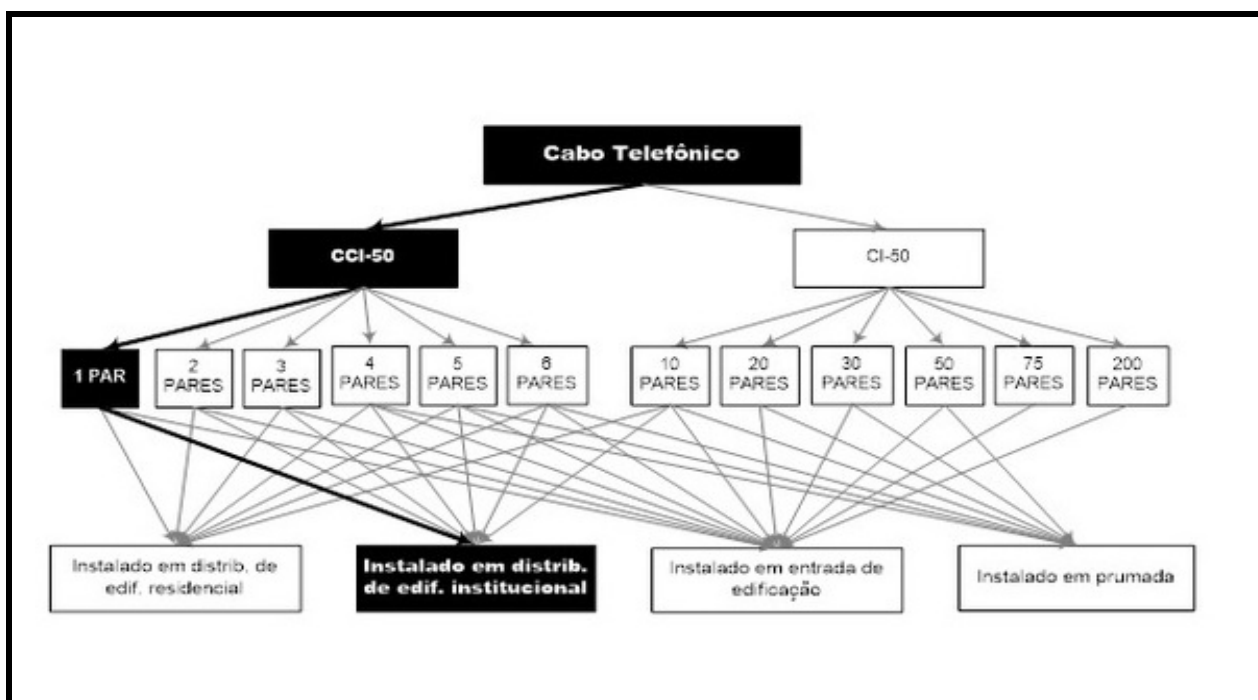 Cabo Telefônico
CCI-50
CI-50
1 PAR
2
PARES
3
PARES
4
PARES
5
PARES
6
PARES
10
PARES
20
PARES
30
PARES
50
PARES
75
PARES
200
PARES
Instalado em distrib. de
edif. residencial
Instalado em distrib.
de edif. institucional
Instalado em entrada de
edificação
Instalado em prumada